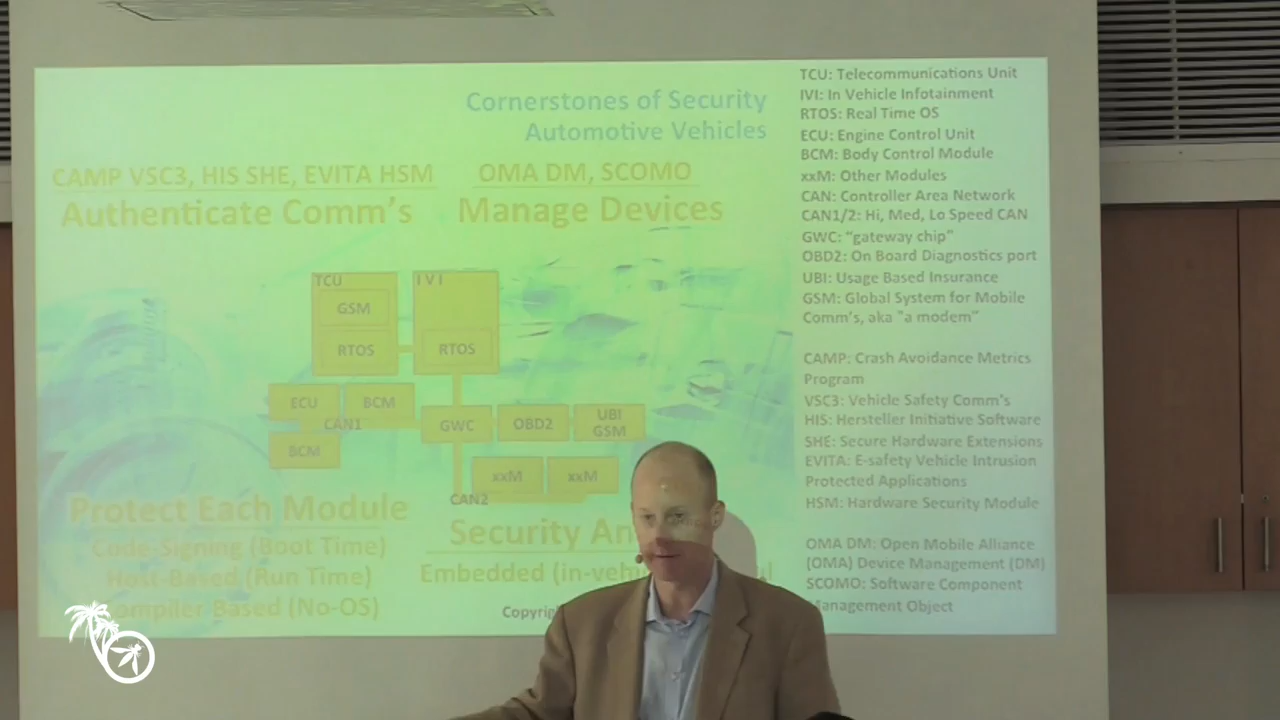 Cornerstones of Security
Automotive Vehicles
CAMP VSC3, HIS SHE, EVITA HSM
Authenticate Comm's
OMA DM, SCOMO
Manage Devices
TCU
GSM
RTOS
I V I
RTOS
ECU
BCM
CAN1
BCM
GWC
OBD2
UBI
GSM
xxM
xxM
CAN2
Protect Each Module
Code-Signing (Boot Time)
Host-Based (Run Time)
Compiler Based (No-OS)
Security
Embedded
TCU: Telecommunications Unit
IVI: In Vehicle Infotainment
RTOS: Real Time OS
ECU: Engine Control Unit
BCM: Body Control Module
xxM: Other Modules
CAN: Controller Area Network
CAN1/2: Hi, Med, Lo Speed CAN
GWC: “gateway chip”
OBD2: On Board Diagnostics port
UBI: Usage Based Insurance
GSM: Global System for Mobile
Comm's, aka "a modem"
CAMP: Crash Avoidance Metrics
Program
VSC3: Vehicle Safety Comm's
HIS: Hersteller Initiative Software
SHE: Secure Hardware Extensions
EVITA: E-safety Vehicle Intrusion
Protected Applications
HSM: Hardware Security Module
OMA DM: Open Mobile Alliance
(OMA) Device Management (DM)
SCOMO: Software Component
Management Object